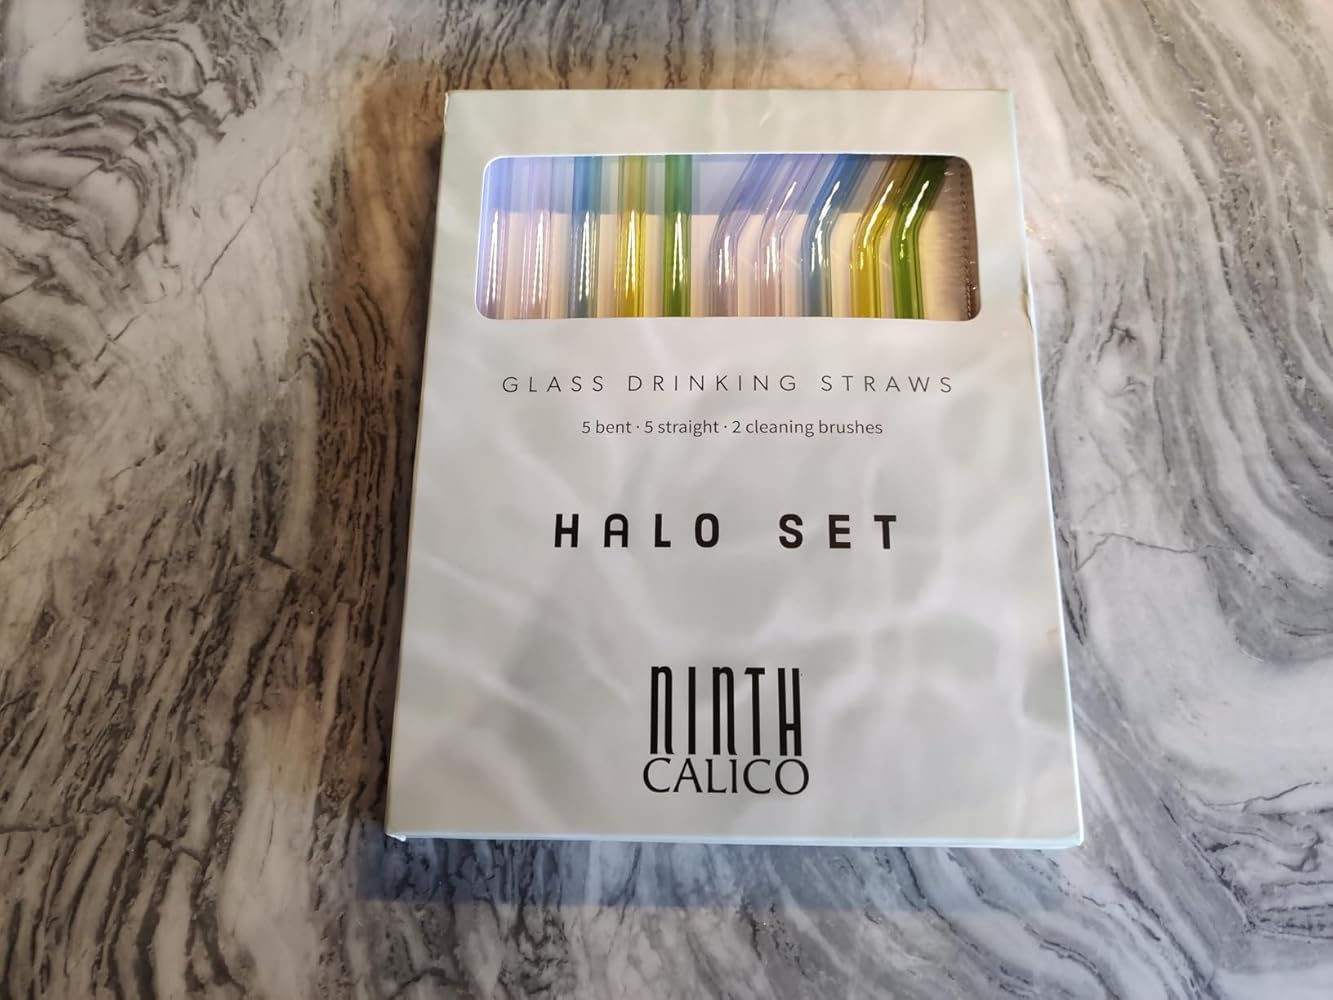 GLASS DRINKING STRAWS
5 bent · 5 straight · 2 cleaning brushes
HALO SET
NINTH
CALICO